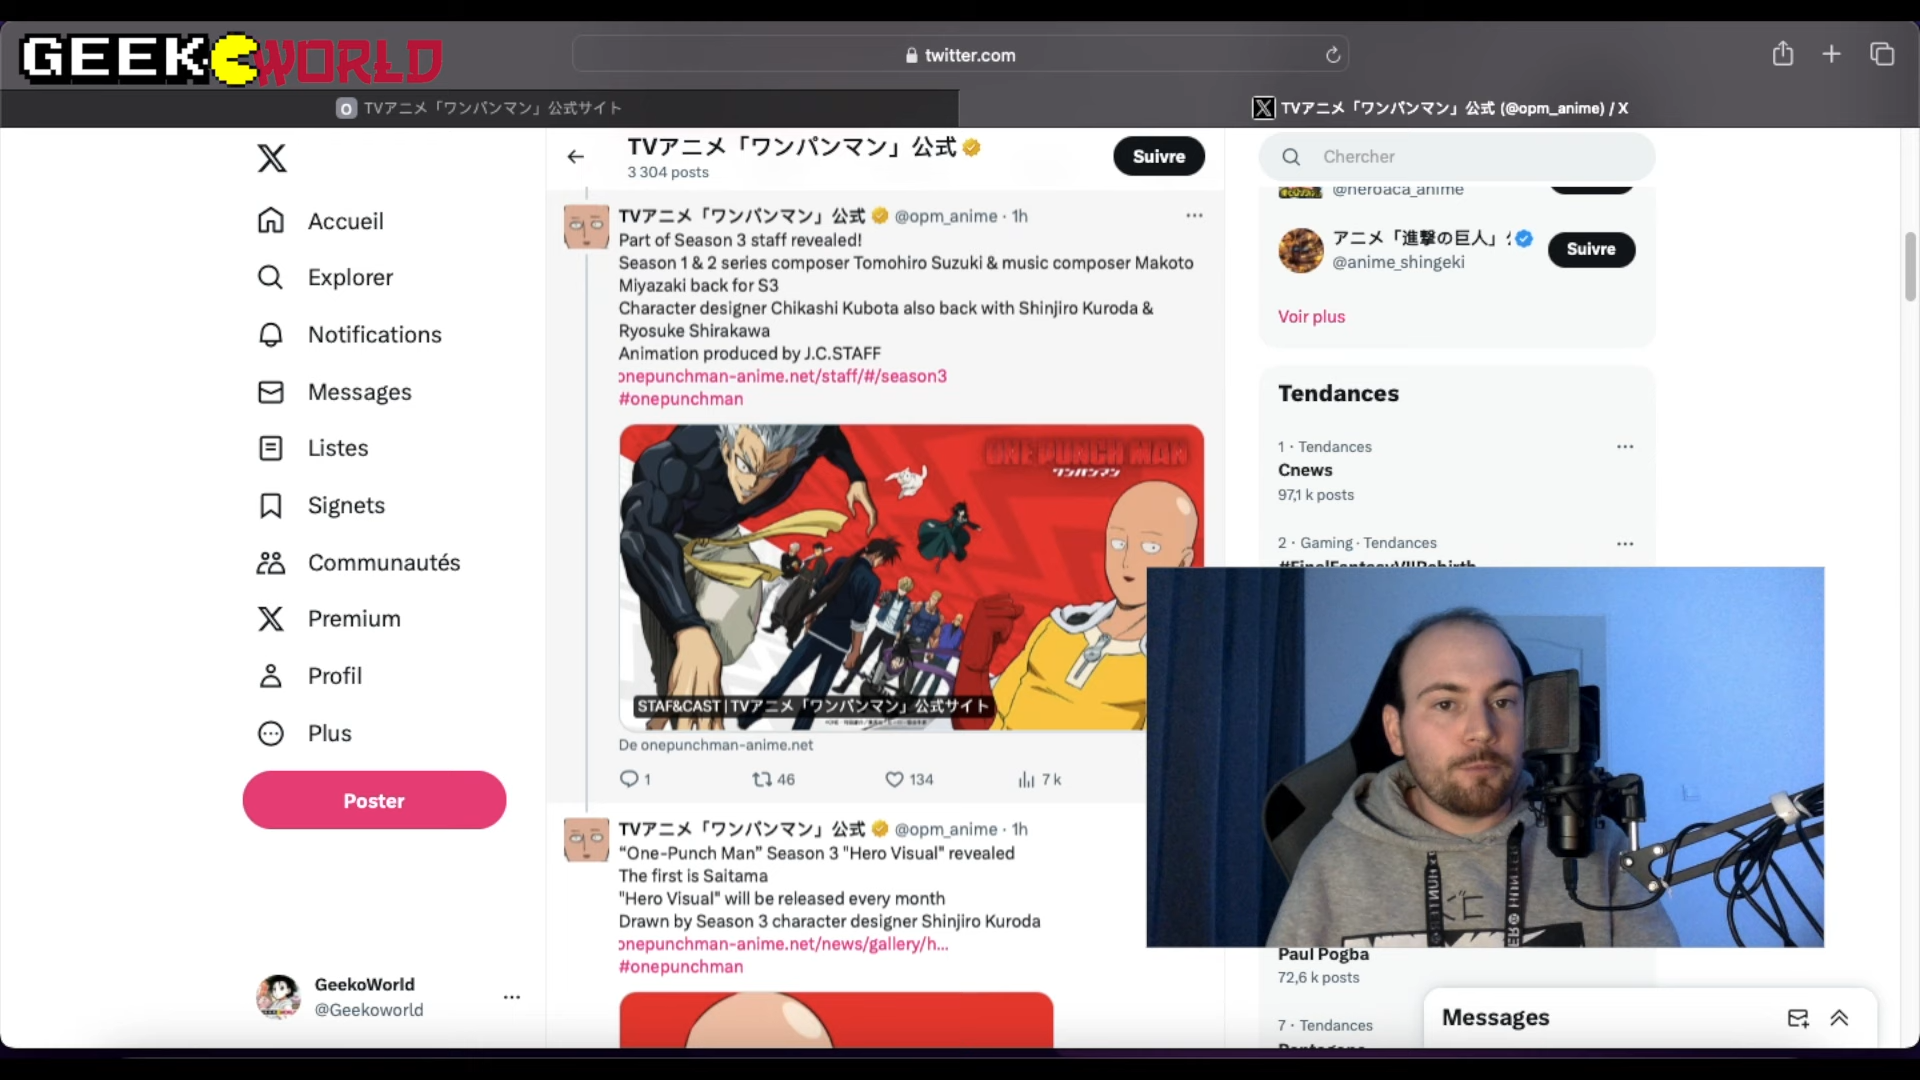 GEEKO WORLD
twitter.com
TVアニメ「ワンパンマン」公式サイト
TVアニメ「ワンパンマン」公式 (@opm_anime) / X
Accueil
Explorer
Notifications
Messages
Listes
Signets
Communautés
Premium
Profil
Plus
Poster
GeekoWorld
@Geekoworld
TVアニメ「ワンパンマン」公式
3 304 posts
Suivre
TVアニメ「ワンパンマン」公式 @opm_anime · 1h
Part of Season 3 staff revealed!
Season 1 & 2 series composer Tomohiro Suzuki & music composer Makoto
Miyazaki back for S3
Character designer Chikashi Kubota also back with Shinjiro Kuroda &
Ryosuke Shirakawa
Animation produced by J.C.STAFF
onepunchman-anime.net/staff/#/season3
#onepunchman
ONE PUNCH MAN
ワンパンマン
STAF&CAST | TVアニメ「ワンパンマン」公式サイト
De onepunchman-anime.net
1 46 134 7 k
TVアニメ「ワンパンマン」公式 @opm_anime · 1h
“One-Punch Man” Season 3 "Hero Visual" revealed
The first is Saitama
"Hero Visual" will be released every month
Drawn by Season 3 character designer Shinjiro Kuroda
onepunchman-anime.net/news/gallery/h...
#onepunchman
Chercher
@heroaca_anime
アニメ「進撃の巨人」
@anime_shingeki
Suivre
Voir plus
Tendances
1 · Tendances
Cnews
97,1 k posts
2 · Gaming · Tendances
#FinalFantasyVIIRebirth
Paul Pogba
72,6 k posts
7 · Tendances
Messages